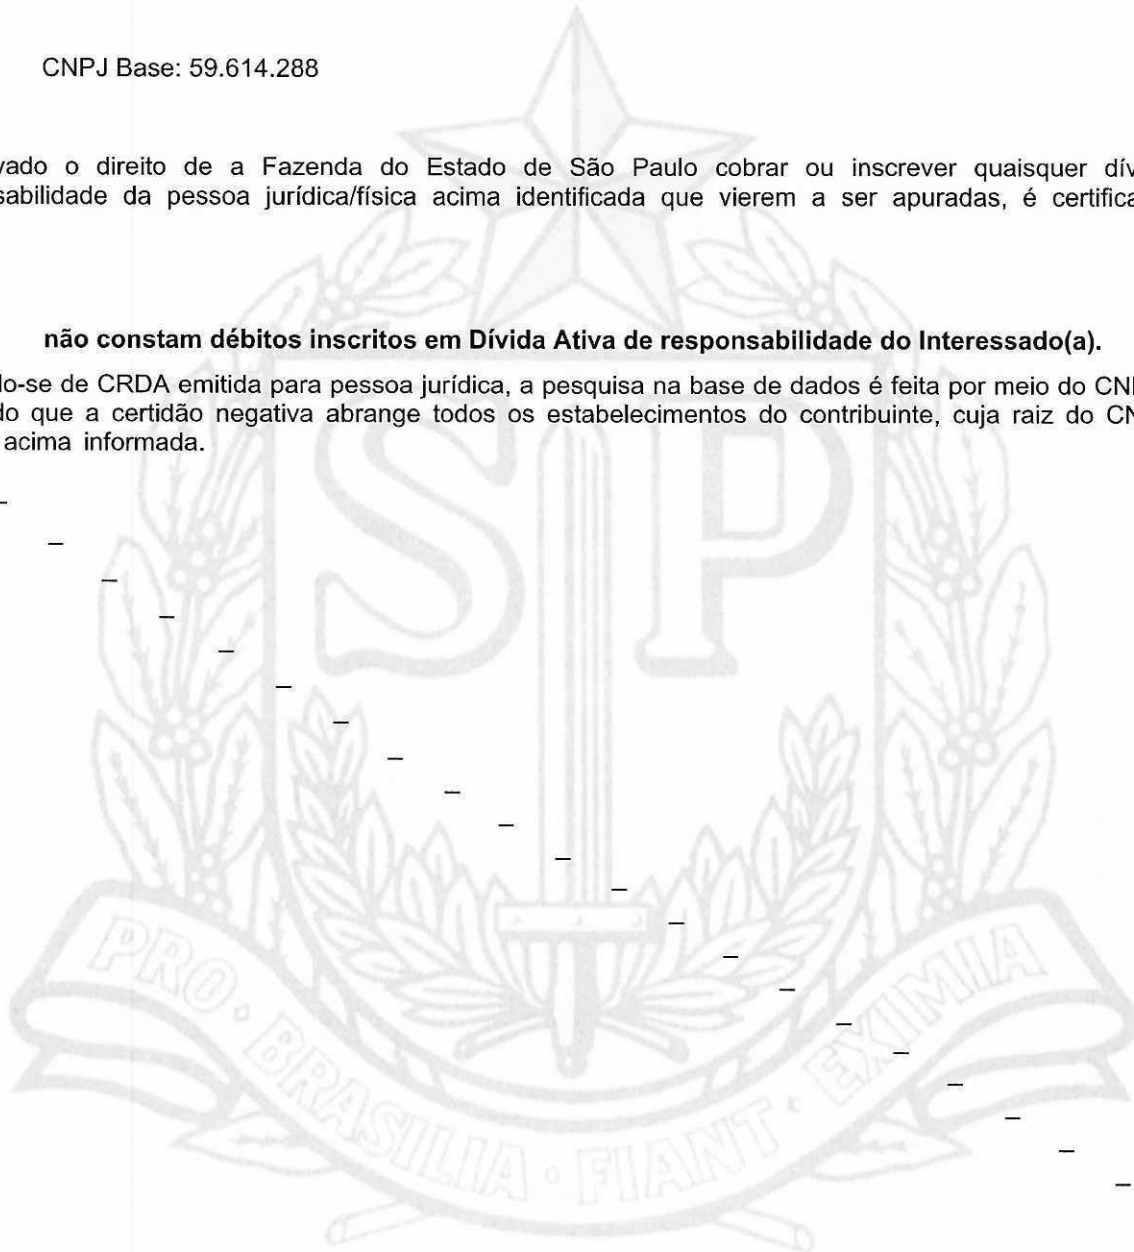 CNPJ Base: 59.614.288
vado o direito de a Fazenda do Estado de São Paulo cobrar ou inscrever quaisquer dív
sabilidade da pessoa jurídica/física acima identificada que vierem a ser apuradas, é certifica
não constam débitos inscritos em Dívida Ativa de responsabilidade do Interessado(a).
do-se de CRDA emitida para pessoa jurídica, a pesquisa na base de dados é feita por meio do CN
do que a certidão negativa abrange todos os estabelecimentos do contribuinte, cuja raiz do CN
acima informada.
SP
PRO · BRASILIA · FIANT · EXIMIA